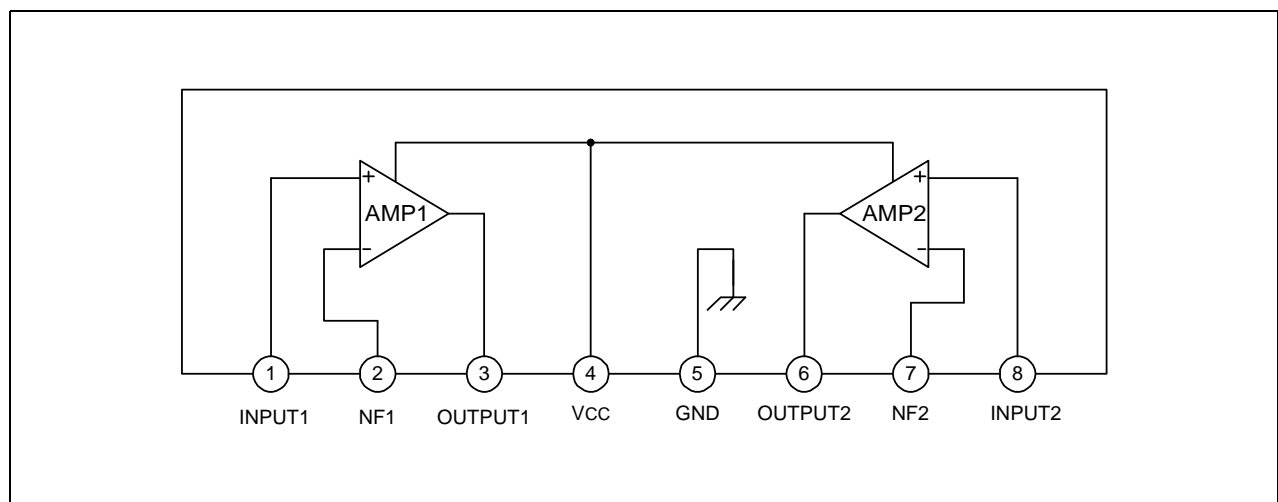 +
AMP1
−
+
AMP2
−
1 2 3 4 5 6 7 8
INPUT1 NF1 OUTPUT1 VCC GND OUTPUT2 NF2 INPUT2